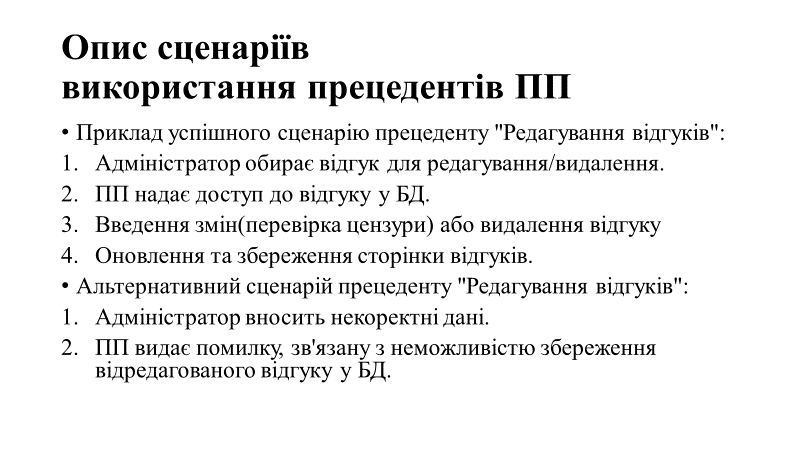 Опис сценаріїв
використання прецедентів ПП
• Приклад успішного сценарію прецеденту "Редагування відгуків":
1. Адміністратор обирає відгук для редагування/видалення.
2. ПП надає доступ до відгуку у БД.
3. Введення змін(перевірка цензури) або видалення відгуку
4. Оновлення та збереження сторінки відгуків.
• Альтернативний сценарій прецеденту "Редагування відгуків":
1. Адміністратор вносить некоректні дані.
2. ПП видає помилку, зв'язану з неможливістю збереження
відредагованого відгуку у БД.